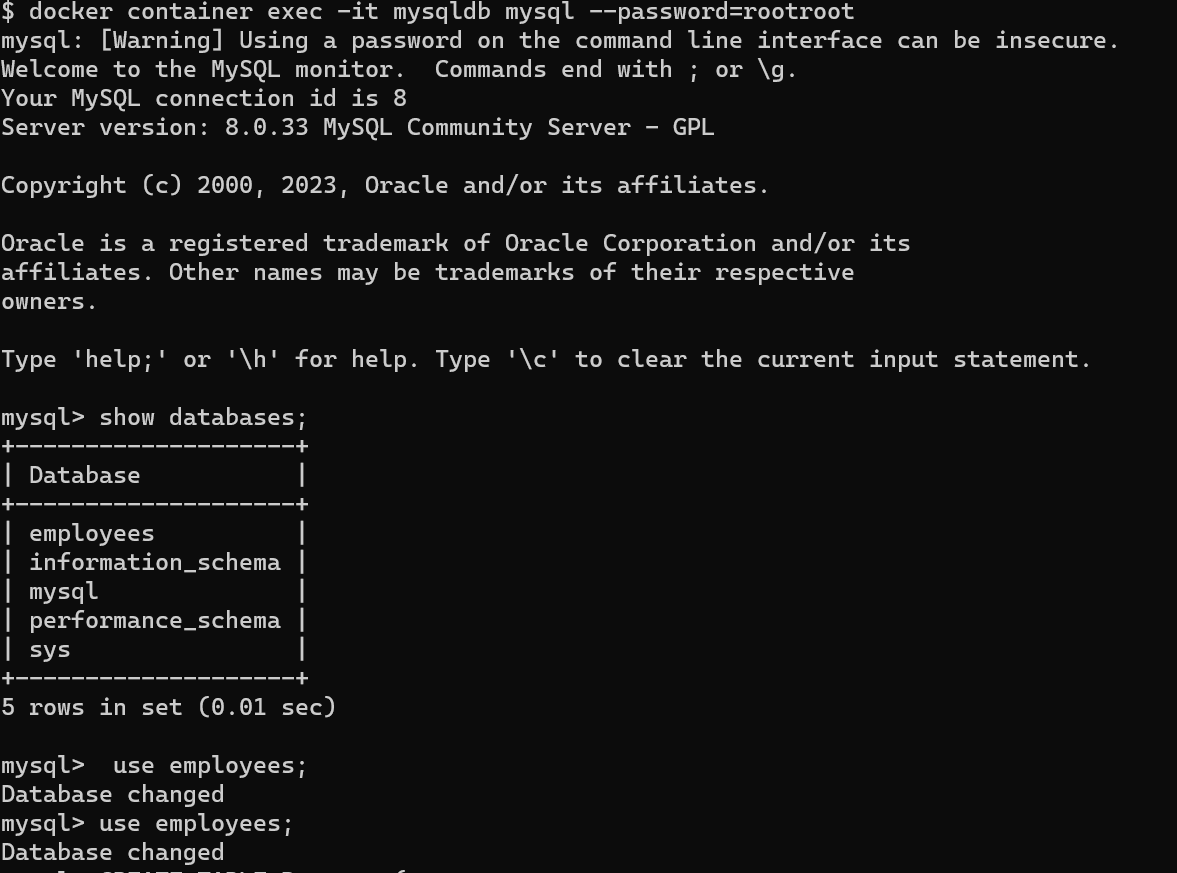 $ docker container exec -it mysqldb mysql --password=rootroot
mysql: [Warning] Using a password on the command line interface can be insecure.
Welcome to the MySQL monitor.  Commands end with ; or \g.
Your MySQL connection id is 8
Server version: 8.0.33 MySQL Community Server - GPL

Copyright (c) 2000, 2023, Oracle and/or its affiliates.

Oracle is a registered trademark of Oracle Corporation and/or its
affiliates. Other names may be trademarks of their respective
owners.

Type 'help;' or '\h' for help. Type '\c' to clear the current input statement.

mysql> show databases;
+--------------------+
| Database           |
+--------------------+
| employees          |
| information_schema |
| mysql              |
| performance_schema |
| sys                |
+--------------------+
5 rows in set (0.01 sec)

mysql>  use employees;
Database changed
mysql> use employees;
Database changed